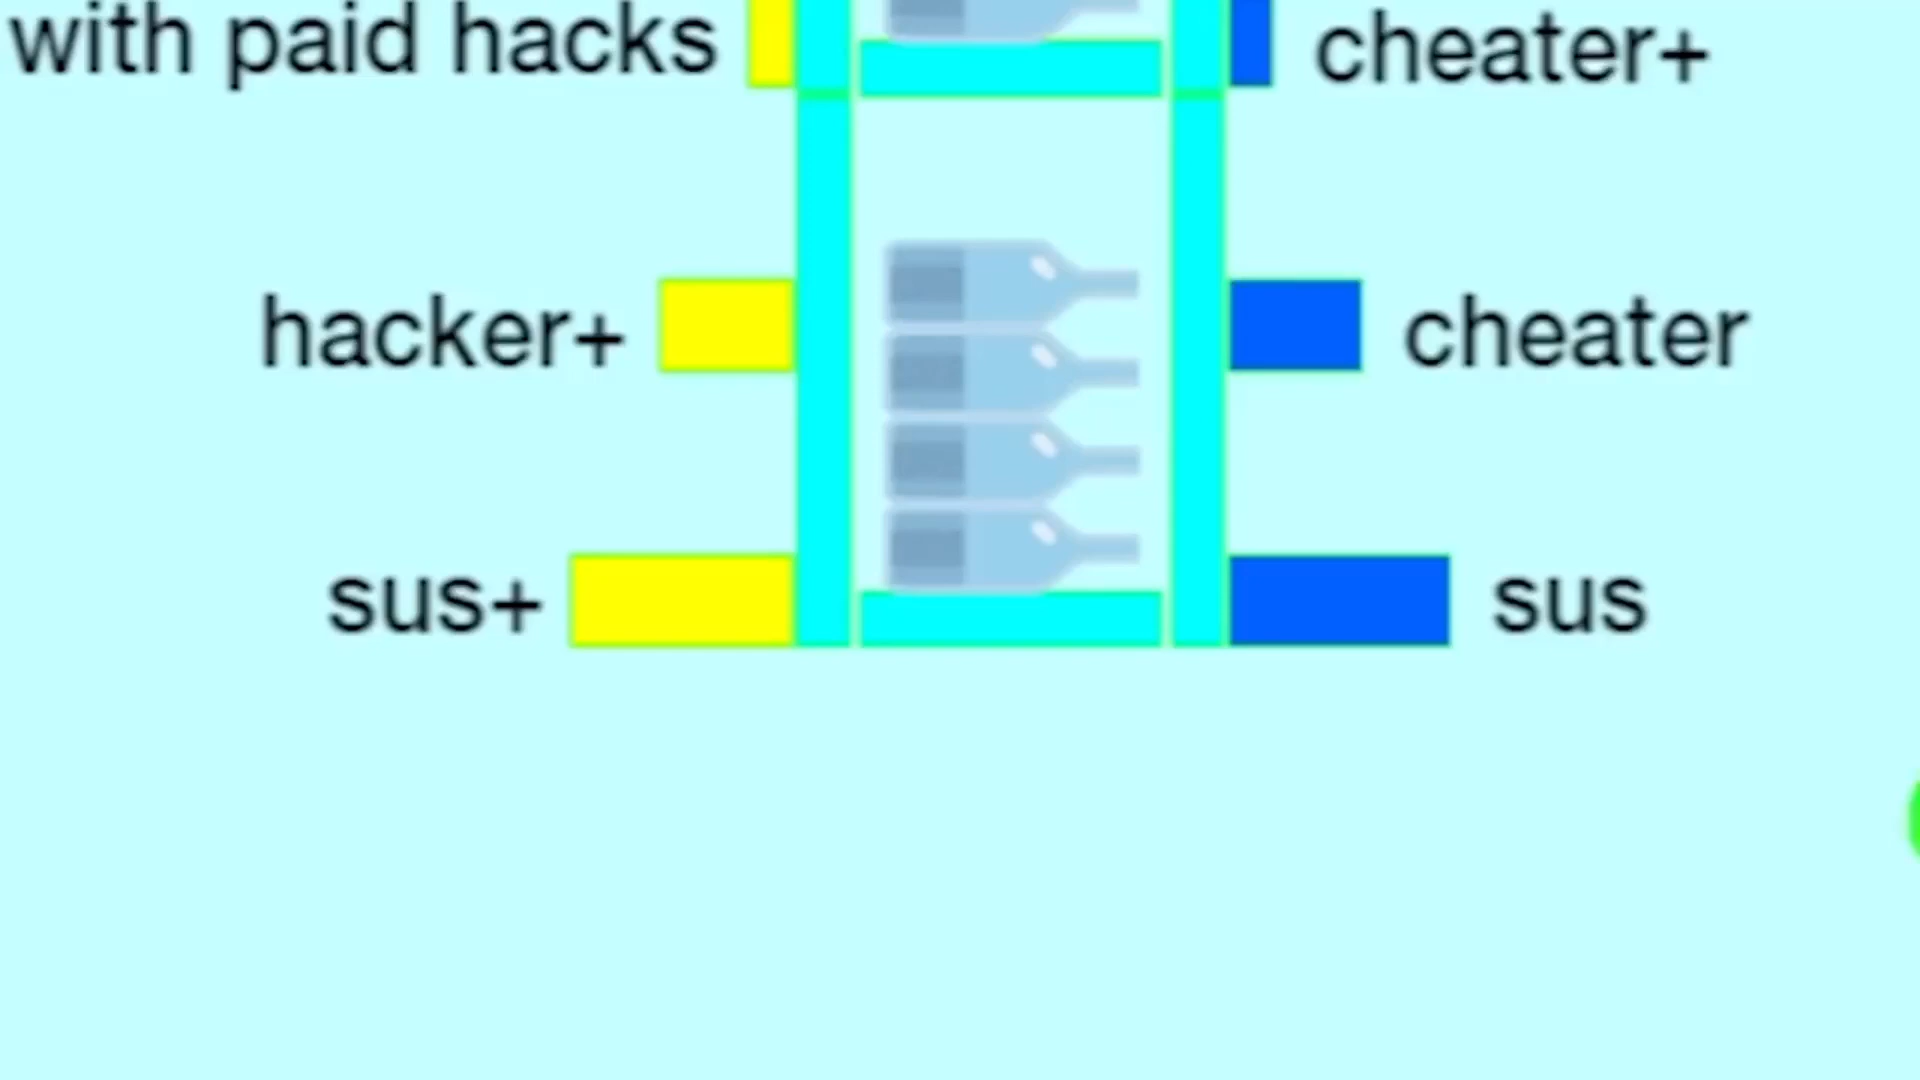 with paid hacks
cheater+
hacker+
cheater
sus+
sus